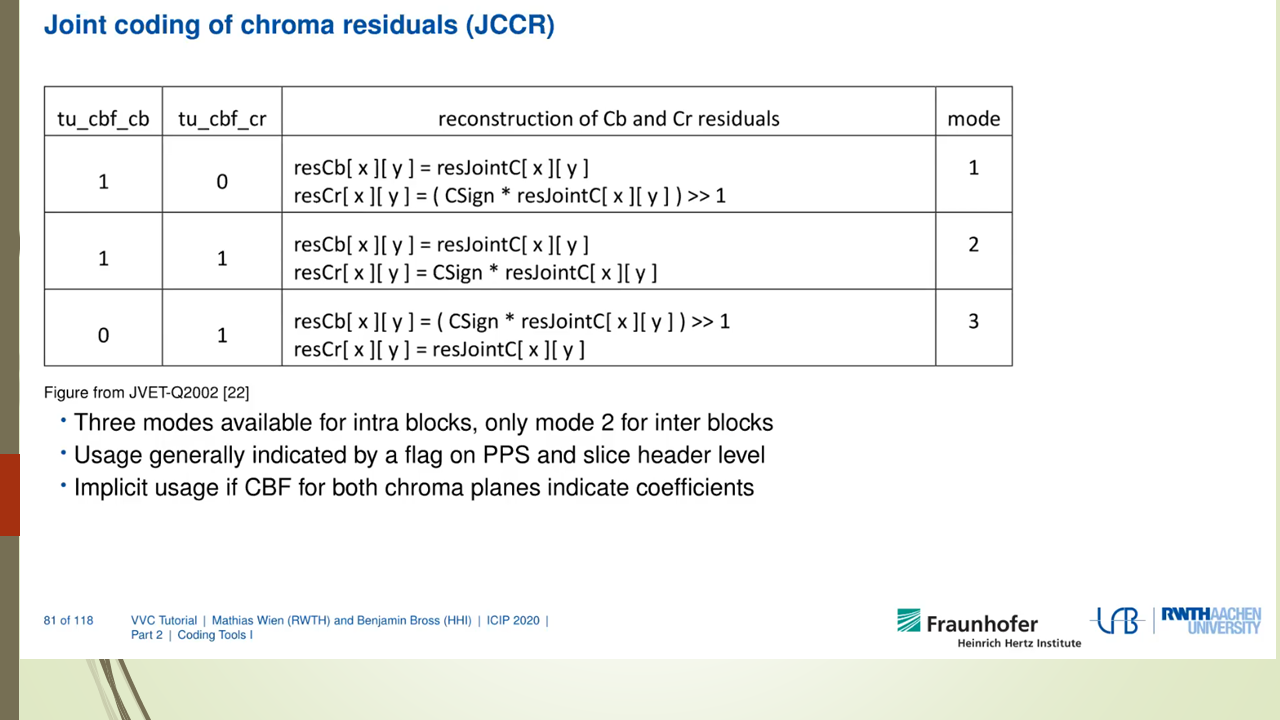 Joint coding of chroma residuals (JCCR)
tu_cbf_cb tu_cbf_cr reconstruction of Cb and Cr residuals mode
1 0 resCb[ x ][ y ] = resJointC[ x ][ y ] 1
resCr[ x ][ y ] = ( CSign * resJointC[ x ][ y ] ) >> 1
1 1 resCb[ x ][ y ] = resJointC[ x ][ y ] 2
resCr[ x ][ y ] = CSign * resJointC[ x ][ y ]
0 1 resCb[ x ][ y ] = ( CSign * resJointC[ x ][ y ] ) >> 1 3
resCr[ x ][ y ] = resJointC[ x ][ y ]
Figure from JVET-Q2002 [22]
• Three modes available for intra blocks, only mode 2 for inter blocks
• Usage generally indicated by a flag on PPS and slice header level
• Implicit usage if CBF for both chroma planes indicate coefficients
81 of 118 VVC Tutorial | Mathias Wien (RWTH) and Benjamin Bross (HHI) | ICIP 2020 |
Part 2 | Coding Tools I
Fraunhofer
Heinrich Hertz Institute
RWTH AACHEN
UNIVERSITY